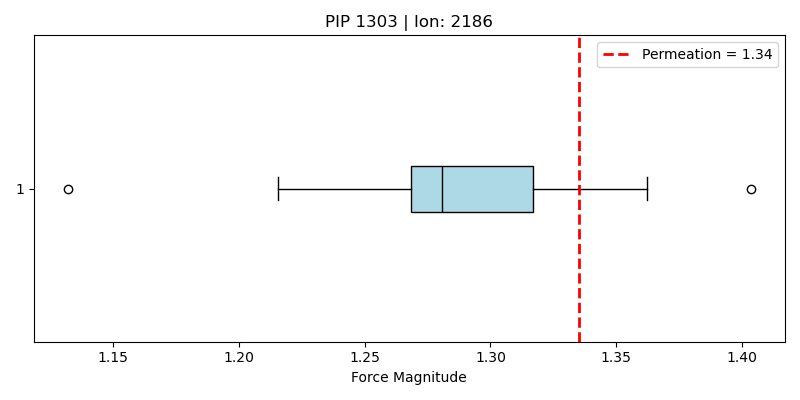 PIP 1303 | Ion: 2186
Permeation = 1.34
1
1.15 1.20 1.25 1.30 1.35 1.40
Force Magnitude